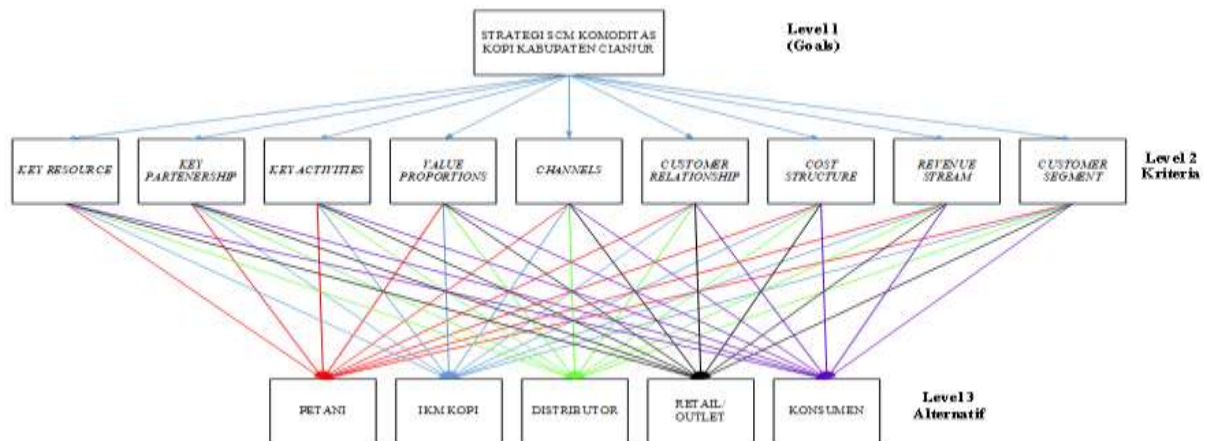 STRATEGI SCM KOMODITAS
KOPI KABUPATEN CIANJUR
Level 1
(Goals)
KEY RESOURCE
KEY
PARTENERSHIP
KEY ACTIVITIES
VALUE
PROPORTIONS
CHANNELS
CUSTOMER
RELATIONSHIP
COST
STRUCTURE
REVENUE
STREAM
CUSTOMER
SEGMENT
Level 2
Kriteria
PETANI
IKM KOPI
DISTRIBUTOR
RETAIL/
OUTLET
KONSUMEN
Level 3
Alternatif